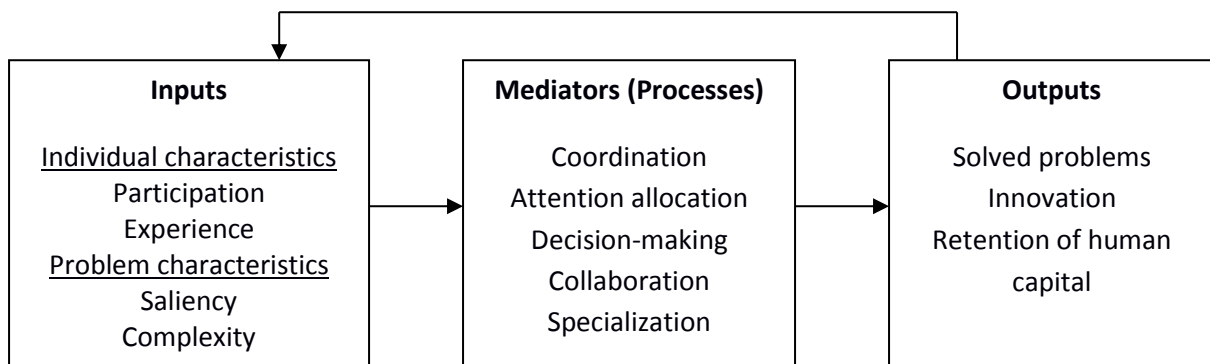 Inputs
Individual characteristics
Participation
Experience
Problem characteristics
Saliency
Complexity
Mediators (Processes)
Coordination
Attention allocation
Decision-making
Collaboration
Specialization
Outputs
Solved problems
Innovation
Retention of human
capital